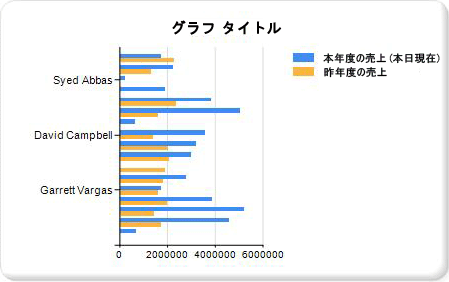 グラフ タイトル
本年度の売上 (本日現在)
昨年度の売上
Syed Abbas
David Campbell
Garrett Vargas
0 2000000 4000000 6000000